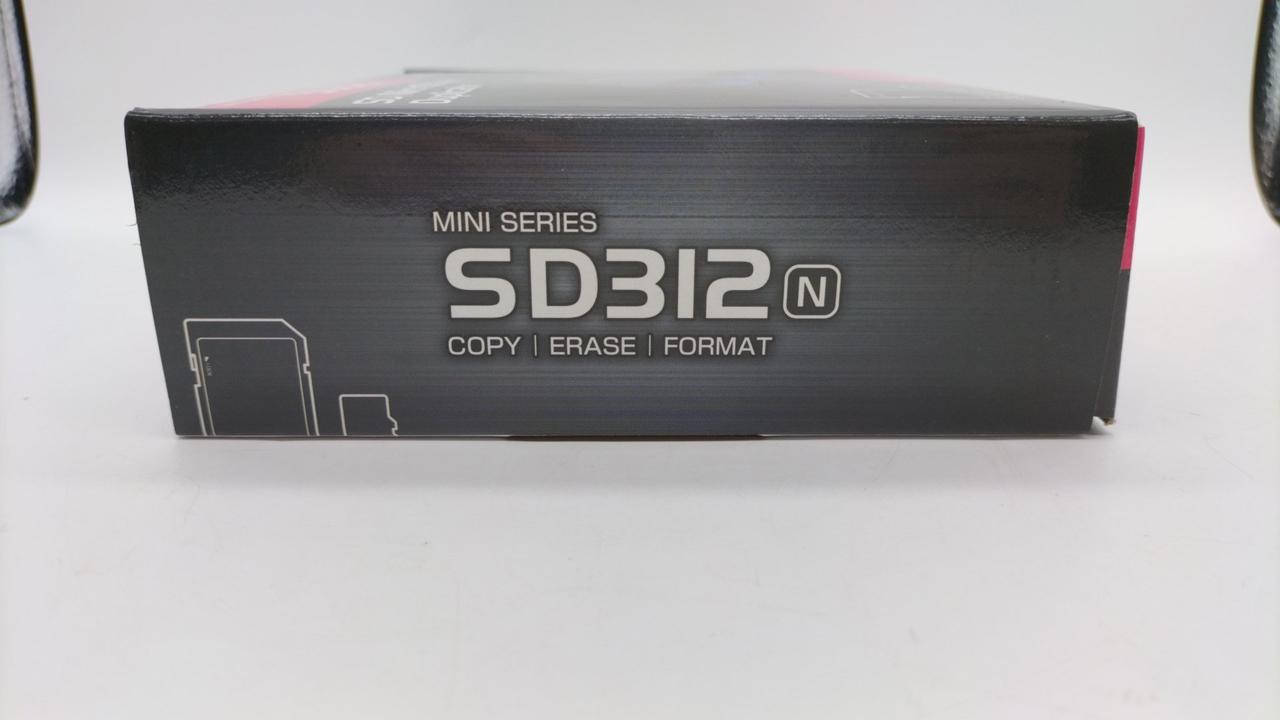 MINI SERIES
SD312 N
COPY | ERASE | FORMAT